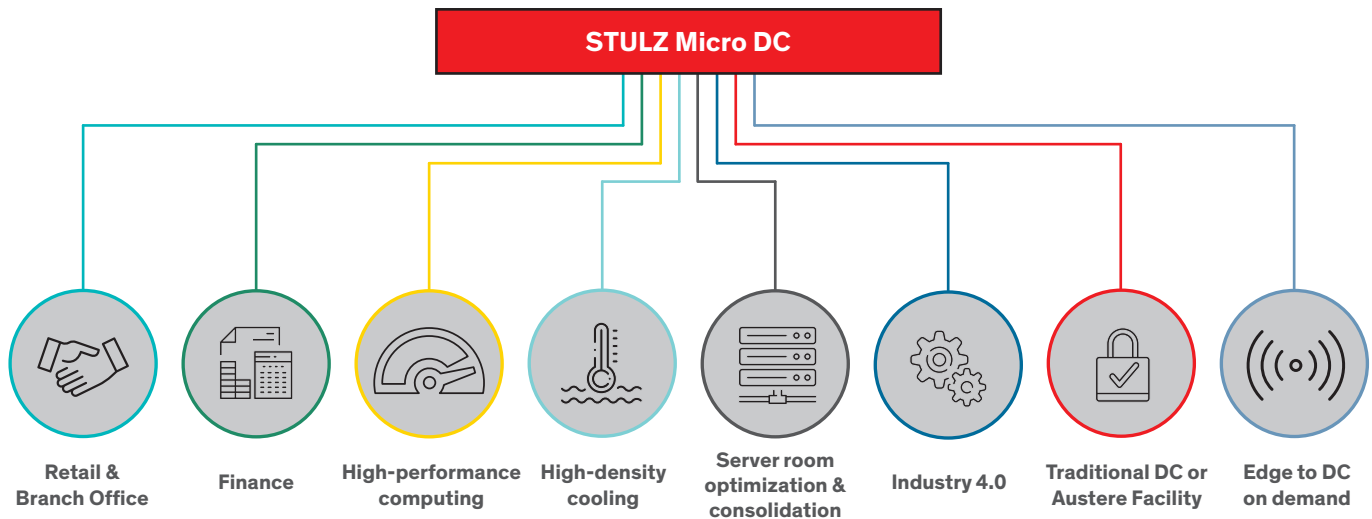 STULZ Micro DC
Retail &
Branch Office
Finance
High-performance
computing
High-density
cooling
Server room
optimization &
consolidation
Industry 4.0
Traditional DC or
Austere Facility
Edge to DC
on demand